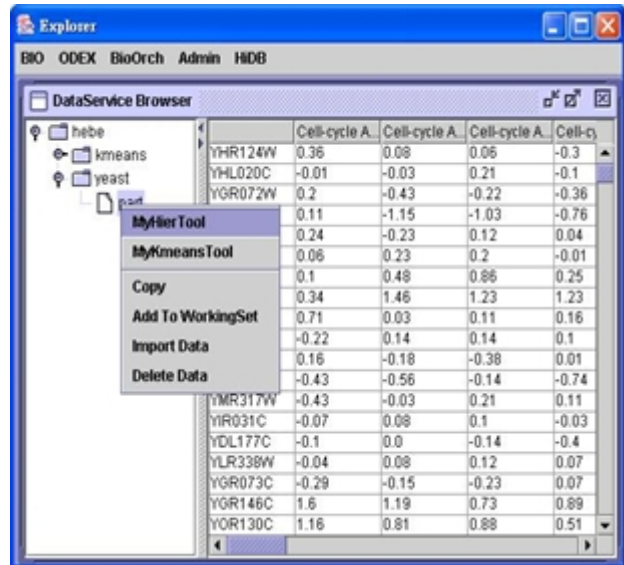 Explorer
BIO ODEX BioOrch Admin HiDB
DataService Browser
hebe
kmeans
yeast
part
MyHierTool
MyKmeansTool
Copy
Add To WorkingSet
Import Data
Delete Data
Cell-cycle A... Cell-cycle A... Cell-cycle A... Cell-cy
YHR124W 0.36 0.08 0.06 -0.3
YHL020C -0.01 -0.03 0.21 -0.1
YGR072W 0.2 -0.43 -0.22 -0.36
0.11 -1.15 -1.03 -0.76
0.24 -0.23 0.12 0.04
0.06 0.23 0.2 -0.01
0.1 0.48 0.86 0.25
0.34 1.46 1.23 1.23
0.71 0.03 0.11 0.16
-0.22 0.14 0.14 0.1
0.16 -0.18 -0.38 0.01
-0.43 -0.56 -0.14 -0.74
YMR317W -0.43 -0.03 0.21 0.11
YIR031C -0.07 0.08 0.1 -0.03
YDL177C -0.1 0.0 -0.14 -0.4
YLR338W -0.04 0.08 0.12 0.07
YGR073C -0.29 -0.15 -0.23 0.07
YGR146C 1.6 1.19 0.73 0.89
YOR130C 1.16 0.81 0.88 0.51